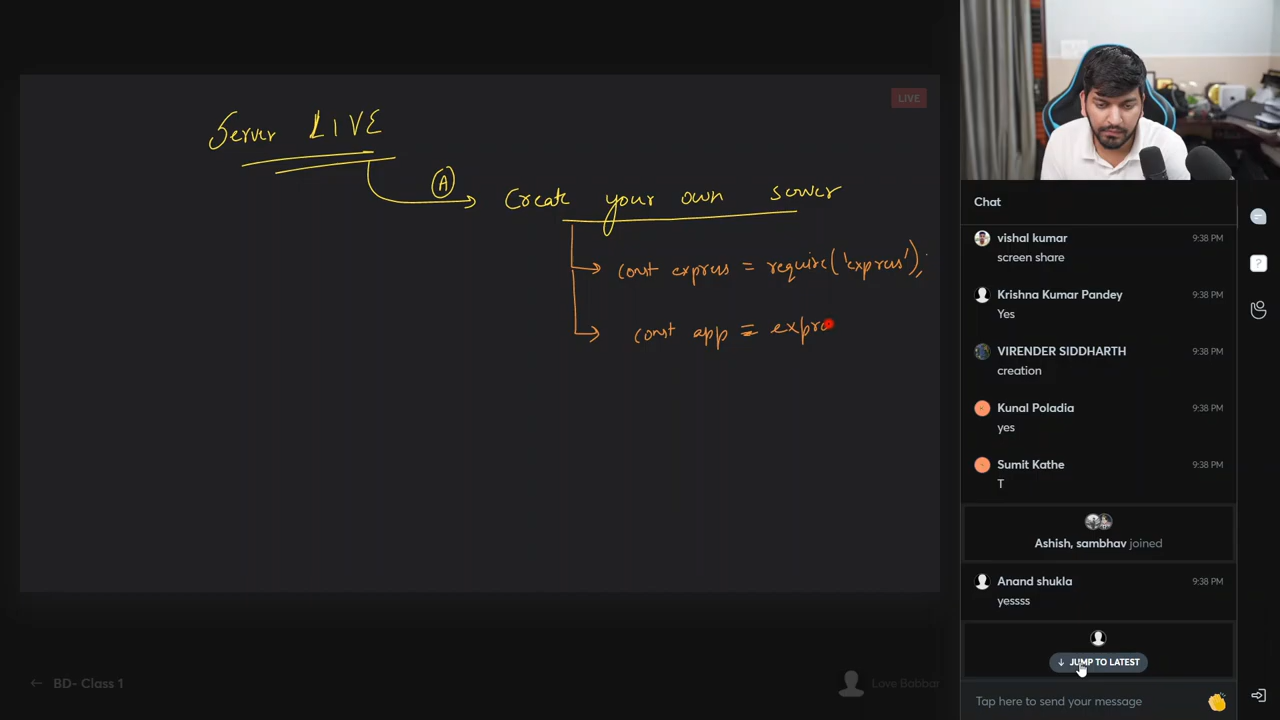 LIVE
Server LIVE
A
Create your own server
const express = require('express');
const app = expre
BD- Class 1
Love Babbar
Chat
vishal kumar 9:38 PM
screen share
Krishna Kumar Pandey 9:38 PM
Yes
VIRENDER SIDDHARTH 9:38 PM
creation
Kunal Poladia 9:38 PM
yes
Sumit Kathe 9:38 PM
T
Ashish, sambhav joined
Anand shukla 9:38 PM
yessss
JUMP TO LATEST
Tap here to send your message